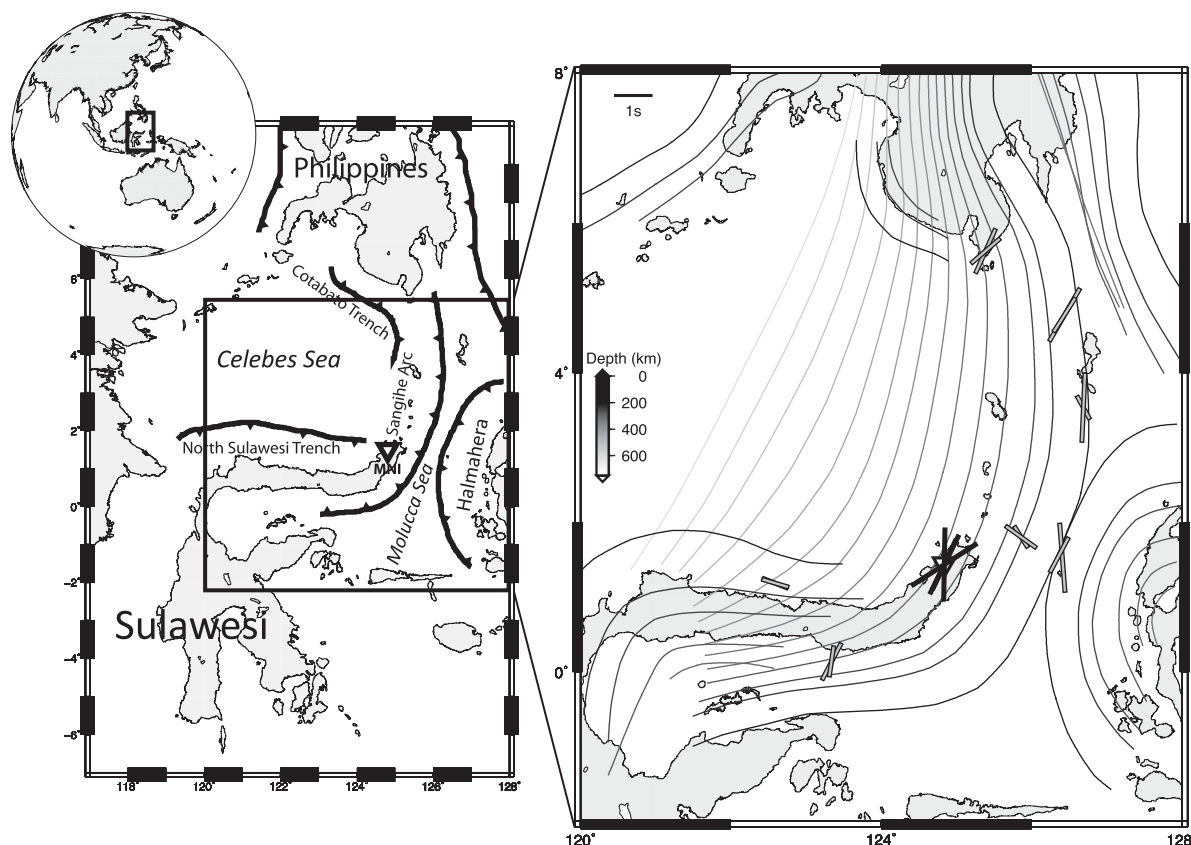 Philippines
6°
Cotabato Trench
Celebes Sea
4°
Sangihe Arc
2°
North Sulawesi Trench
MNI
Halmahera
Molucca Sea
0°
−2°
Sulawesi
−4°
−6°
118°
120°
122°
124°
126°
128°
8°
1s
4°
Depth (km)
0
200
400
600
0°
120°
124°
128